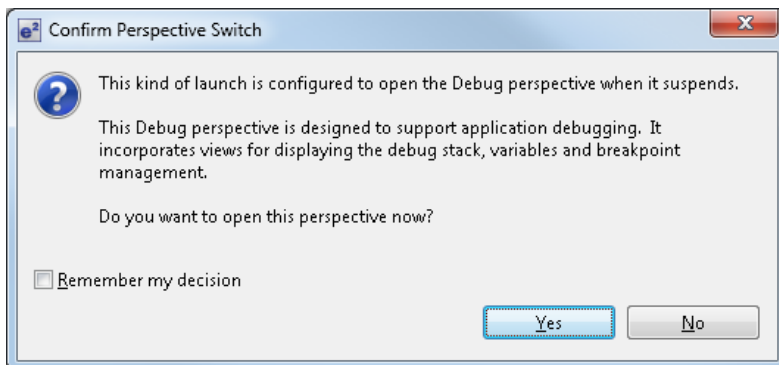 e² Confirm Perspective Switch
This kind of launch is configured to open the Debug perspective when it suspends.
This Debug perspective is designed to support application debugging. It
incorporates views for displaying the debug stack, variables and breakpoint
management.
Do you want to open this perspective now?
Remember my decision
Yes No